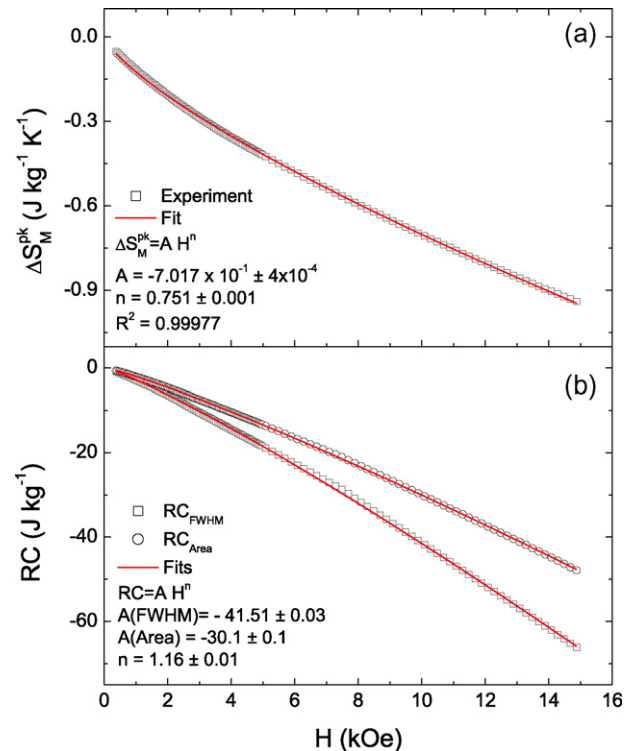 (a)
0.0
-0.3
-0.6
-0.9
ΔS_M^pk (J kg⁻¹ K⁻¹)
Experiment
Fit
ΔS_M^pk=A Hⁿ
A = -7.017 x 10⁻¹ ± 4x10⁻⁴
n = 0.751 ± 0.001
R² = 0.99977
(b)
0
-20
-40
-60
RC (J kg⁻¹)
RC_FWHM
RC_Area
Fits
RC=A Hⁿ
A(FWHM)= - 41.51 ± 0.03
A(Area) = -30.1 ± 0.1
n = 1.16 ± 0.01
0 2 4 6 8 10 12 14 16
H (kOe)